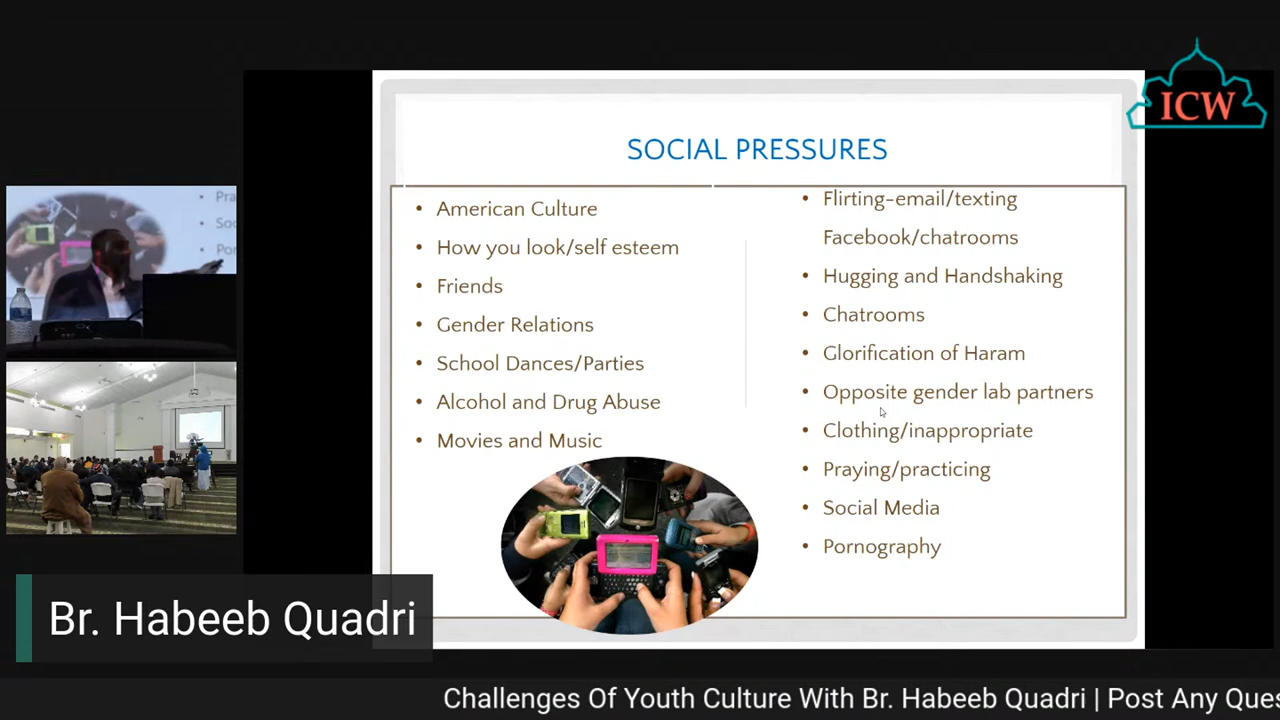 ICW
SOCIAL PRESSURES
• American Culture
• How you look/self esteem
• Friends
• Gender Relations
• School Dances/Parties
• Alcohol and Drug Abuse
• Movies and Music
• Flirting-email/texting
Facebook/chatrooms
• Hugging and Handshaking
• Chatrooms
• Glorification of Haram
• Opposite gender lab partners
• Clothing/inappropriate
• Praying/practicing
• Social Media
• Pornography
• Pra
• Soc
• Por
Br. Habeeb Quadri
Challenges Of Youth Culture With Br. Habeeb Quadri | Post Any Ques